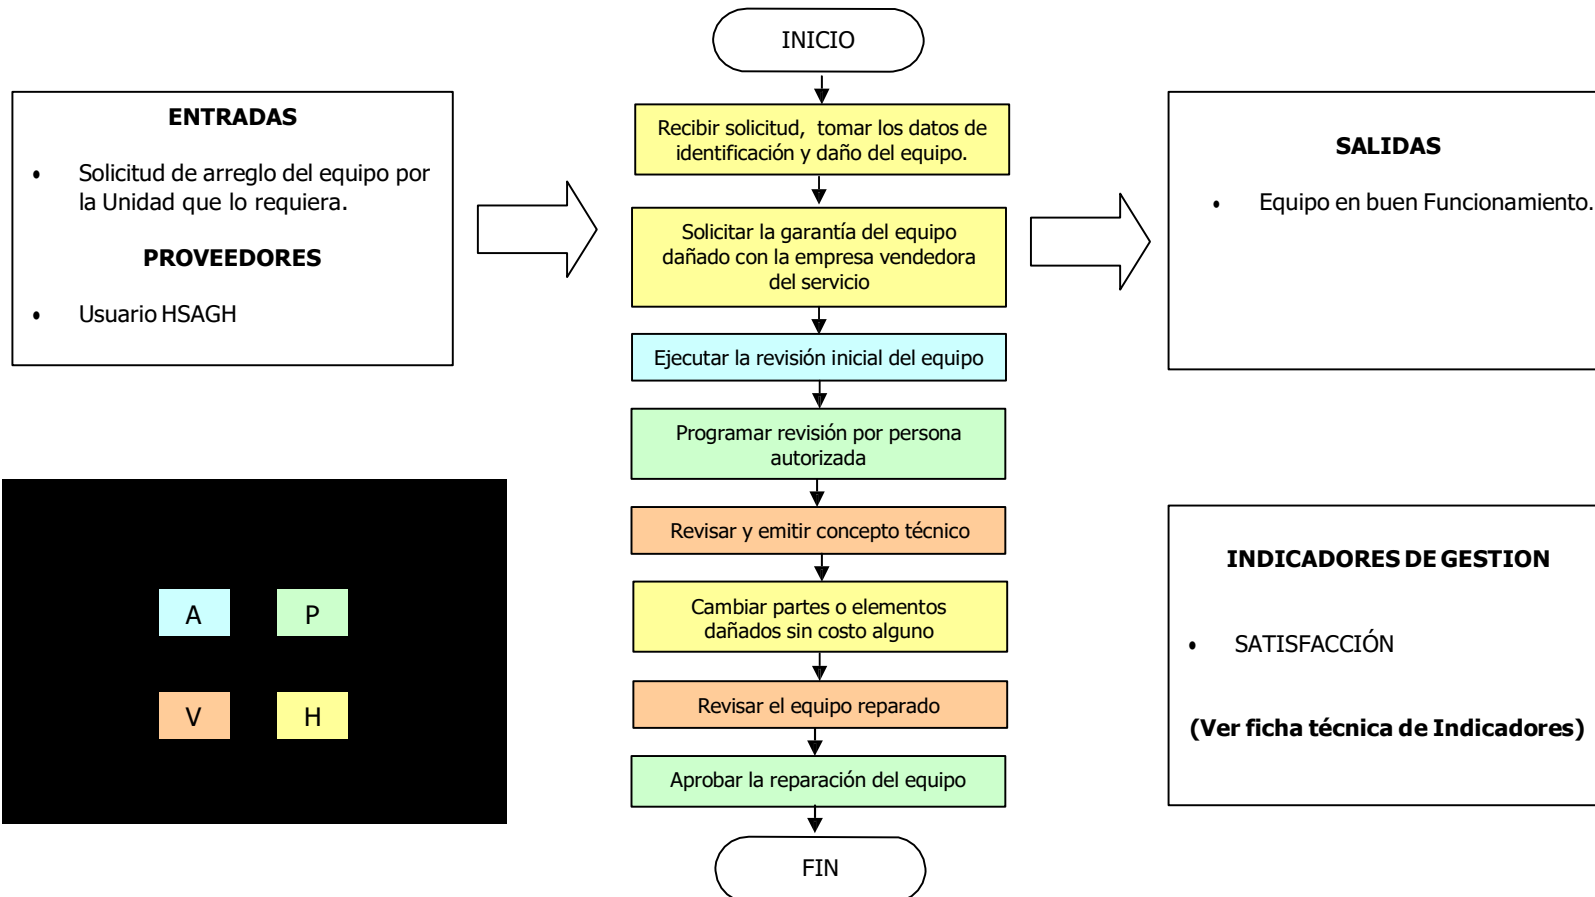 INICIO
ENTRADAS
• Solicitud de arreglo del equipo por
la Unidad que lo requiera.
PROVEEDORES
• Usuario HSAGH
Recibir solicitud, tomar los datos de
identificación y daño del equipo.
Solicitar la garantía del equipo
dañado con la empresa vendedora
del servicio
Ejecutar la revisión inicial del equipo
Programar revisión por persona
autorizada
Revisar y emitir concepto técnico
Cambiar partes o elementos
dañados sin costo alguno
Revisar el equipo reparado
Aprobar la reparación del equipo
FIN
SALIDAS
• Equipo en buen Funcionamiento.
A P
V H
INDICADORES DE GESTION
• SATISFACCIÓN
(Ver ficha técnica de Indicadores)